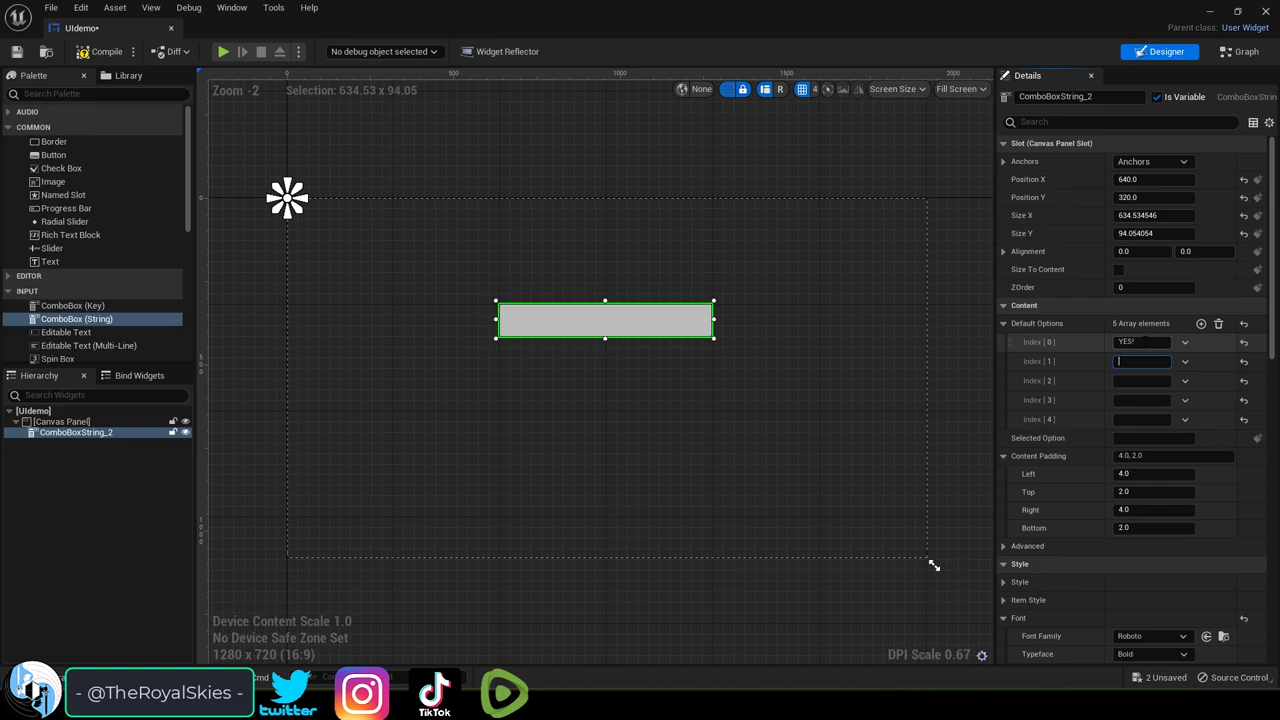 File Edit Asset View Debug Window Tools Help
UIdemo*
Parent class: User Widget
Compile
Diff
No debug object selected
Widget Reflector
Designer
Graph
Palette
Library
Search Palette
AUDIO
COMMON
Border
Button
Check Box
Image
Named Slot
Progress Bar
Radial Slider
Rich Text Block
Slider
Text
EDITOR
INPUT
ComboBox (Key)
ComboBox (String)
Editable Text
Editable Text (Multi-Line)
Spin Box
Hierarchy
Bind Widgets
Search Widgets
[UIdemo]
[Canvas Panel]
ComboBoxString_2
0 500 1000 1500 2000
Zoom -2
Selection: 634.53 x 94.05
None
R
4
Screen Size
Fill Screen
0
500
1000
Device Content Scale 1.0
No Device Safe Zone Set
1280 x 720 (16:9)
DPI Scale 0.67
Details
ComboBoxString_2
Is Variable
ComboBoxStrin
Search
Slot (Canvas Panel Slot)
Anchors Anchors
Position X 640.0
Position Y 320.0
Size X 634.534546
Size Y 94.054054
Alignment 0.0 0.0
Size To Content
ZOrder 0
Content
Default Options 5 Array elements
Index [ 0 ] YES!
Index [ 1 ]
Index [ 2 ]
Index [ 3 ]
Index [ 4 ]
Selected Option
Content Padding 4.0, 2.0
Left 4.0
Top 2.0
Right 4.0
Bottom 2.0
Advanced
Style
Style
Item Style
Font
Font Family Roboto
Typeface Bold
Cmd
2 Unsaved
Source Control
- @TheRoyalSkies -
twitter
TikTok